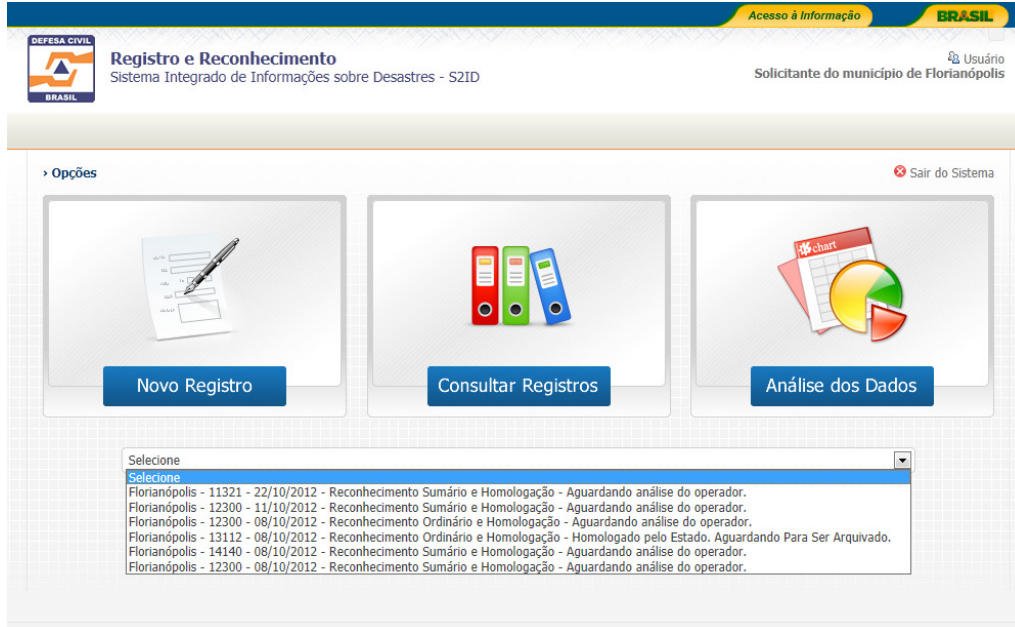 Acesso à Informação BRASIL
DEFESA CIVIL
BRASIL
Registro e Reconhecimento
Sistema Integrado de Informações sobre Desastres - S2ID
Usuário
Solicitante do município de Florianópolis
› Opções
Sair do Sistema
chart
Novo Registro
Consultar Registros
Análise dos Dados
Selecione
Selecione
Florianópolis - 11321 - 22/10/2012 - Reconhecimento Sumário e Homologação - Aguardando análise do operador.
Florianópolis - 12300 - 11/10/2012 - Reconhecimento Sumário e Homologação - Aguardando análise do operador.
Florianópolis - 12300 - 08/10/2012 - Reconhecimento Ordinário e Homologação - Aguardando análise do operador.
Florianópolis - 13112 - 08/10/2012 - Reconhecimento Ordinário e Homologação - Homologado pelo Estado. Aguardando Para Ser Arquivado.
Florianópolis - 14140 - 08/10/2012 - Reconhecimento Sumário e Homologação - Aguardando análise do operador.
Florianópolis - 12300 - 08/10/2012 - Reconhecimento Sumário e Homologação - Aguardando análise do operador.